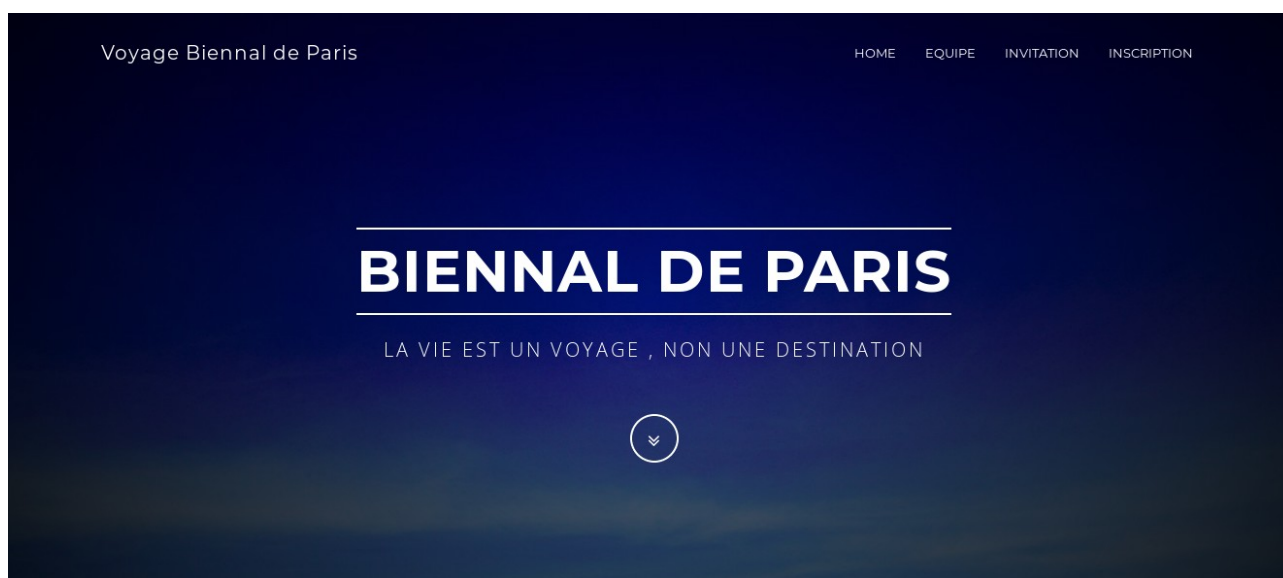 Voyage Biennal de Paris
HOME EQUIPE INVITATION INSCRIPTION
BIENNAL DE PARIS
LA VIE EST UN VOYAGE , NON UNE DESTINATION